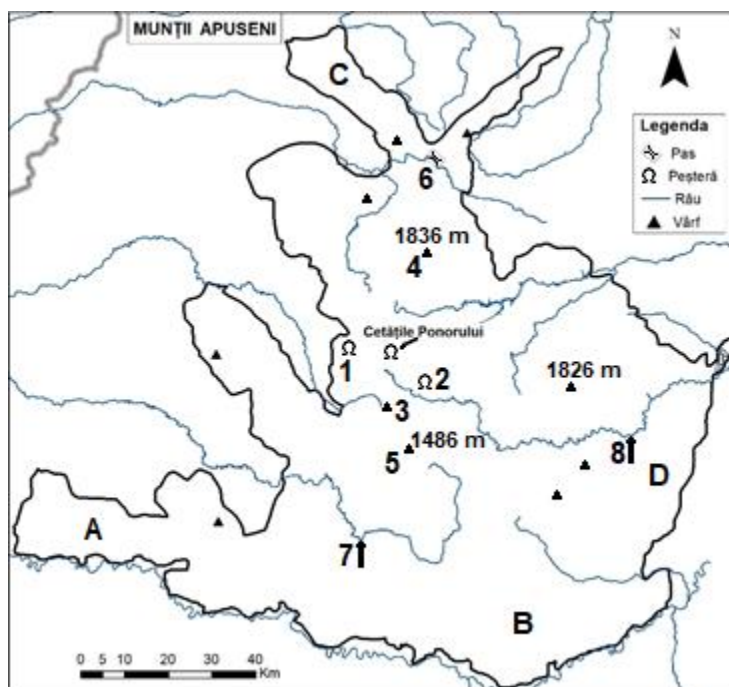 MUNȚII APUSENI
C
N
Legenda
Pas
Peșteră
Râu
Vârf
6
1836 m
4
Cetățile Ponorului
1
2
1826 m
3
1486 m
5
8
D
A
7
B
0 5 10 20 30 40
Km